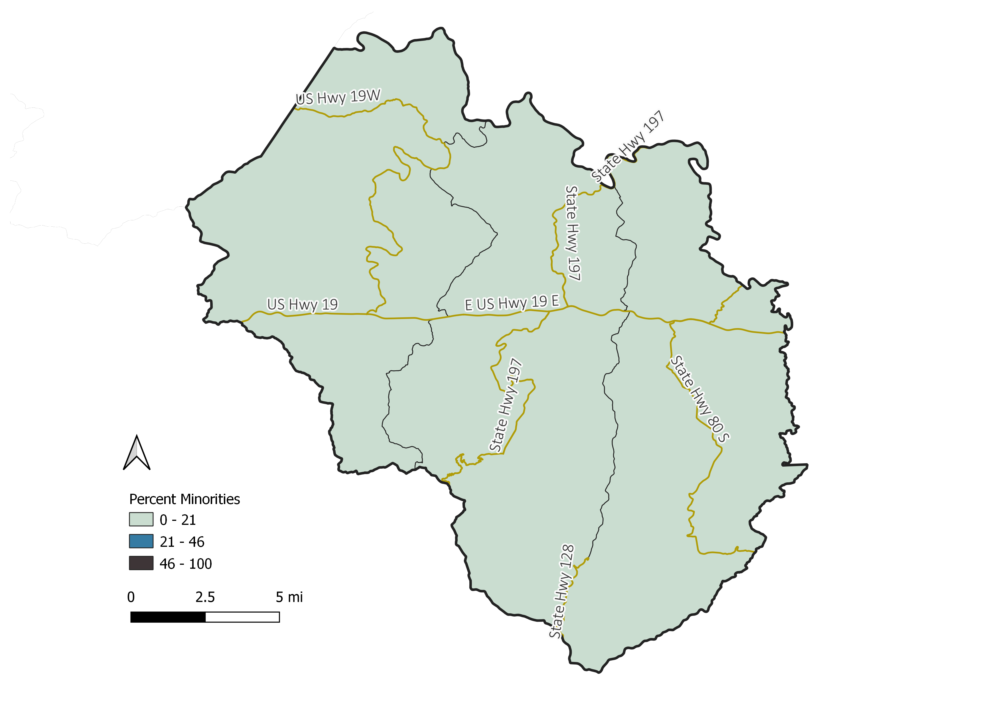 US Hwy 19W
State Hwy 197
State Hwy 197
US Hwy 19
E US Hwy 19 E
State Hwy 197
State Hwy 80 S
State Hwy 128
Percent Minorities
0 - 21
21 - 46
46 - 100
0 2.5 5 mi